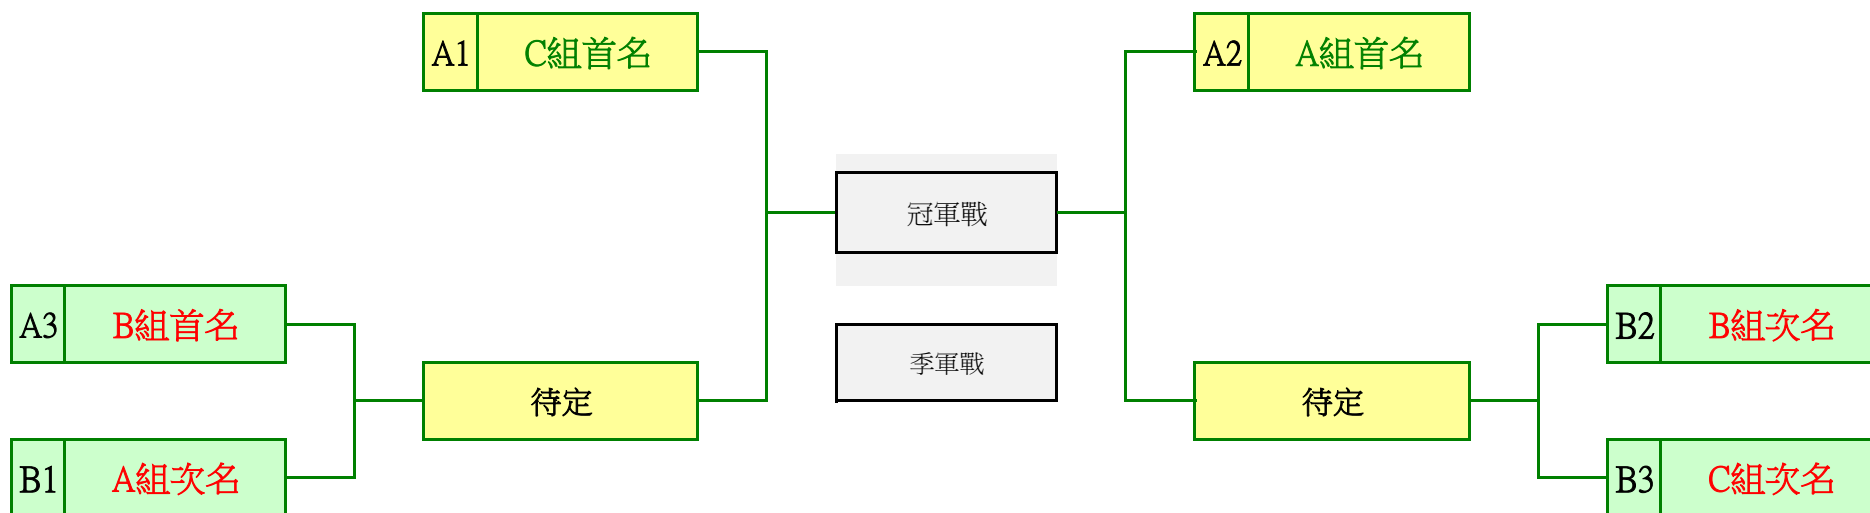 A1 C組首名
A2 A組首名
冠軍戰
A3 B組首名
B2 B組次名
季軍戰
待定
待定
B1 A組次名
B3 C組次名